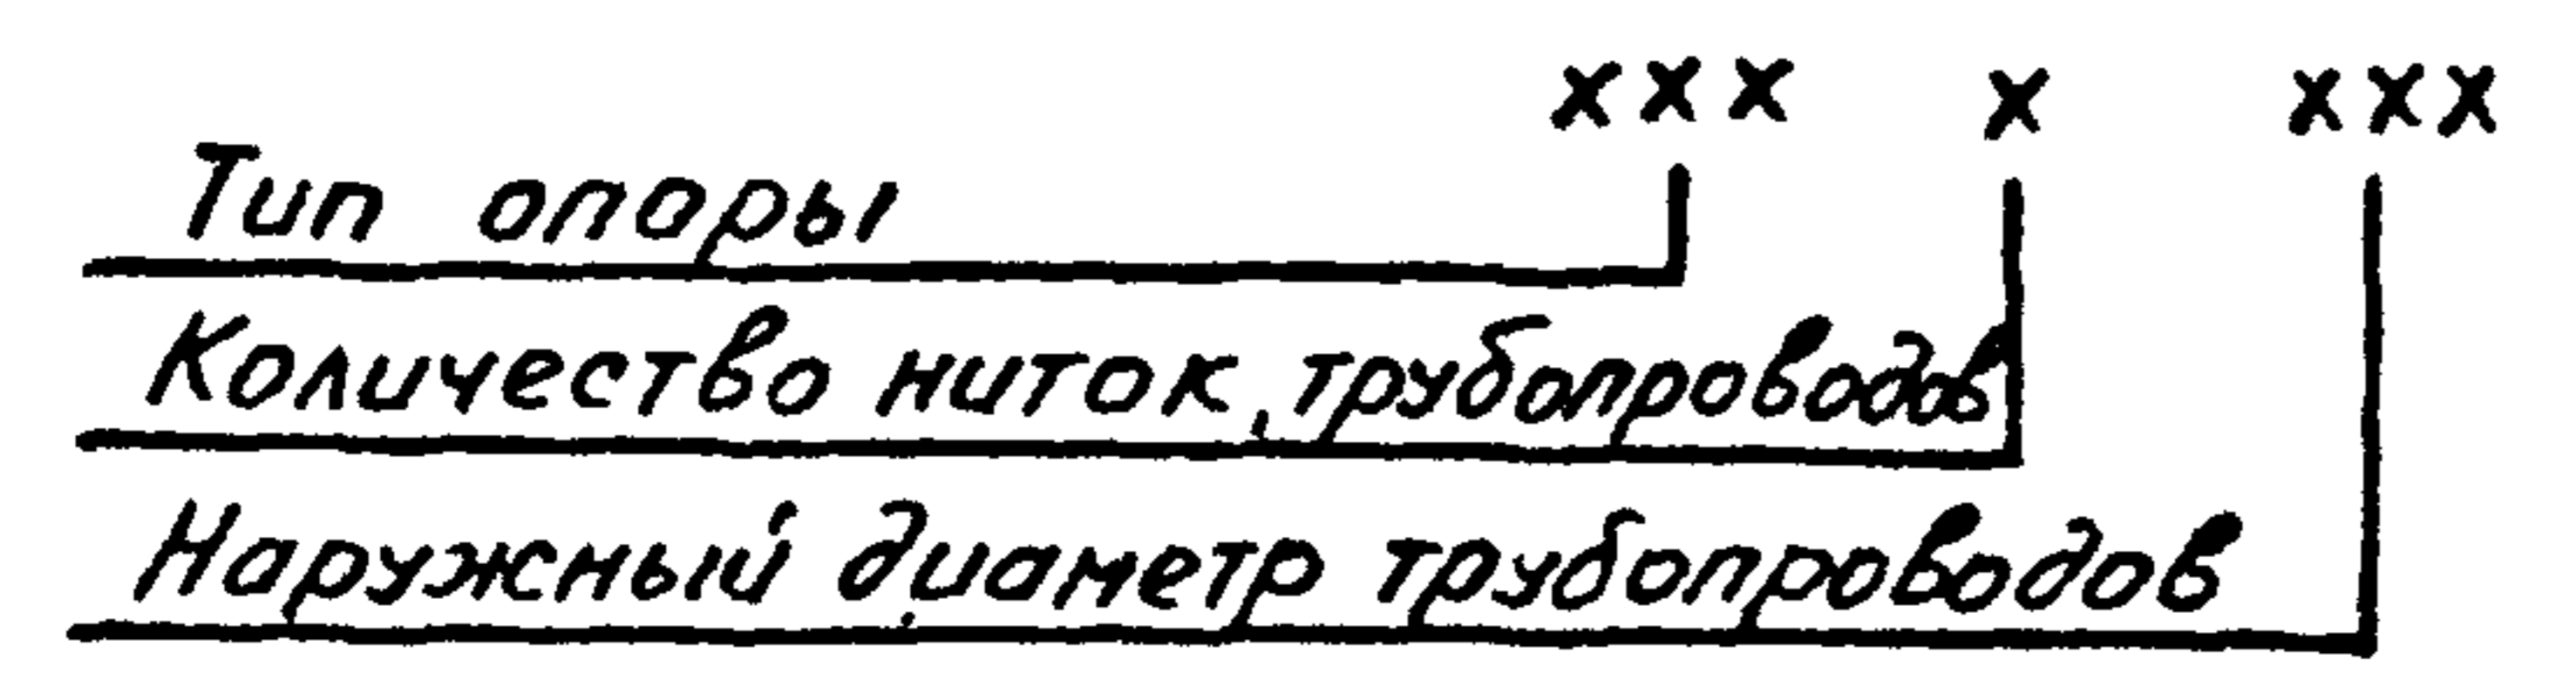 ххх х ххх
Тип опоры
Количество ниток трубопроводов
Наружный диаметр трубопроводов